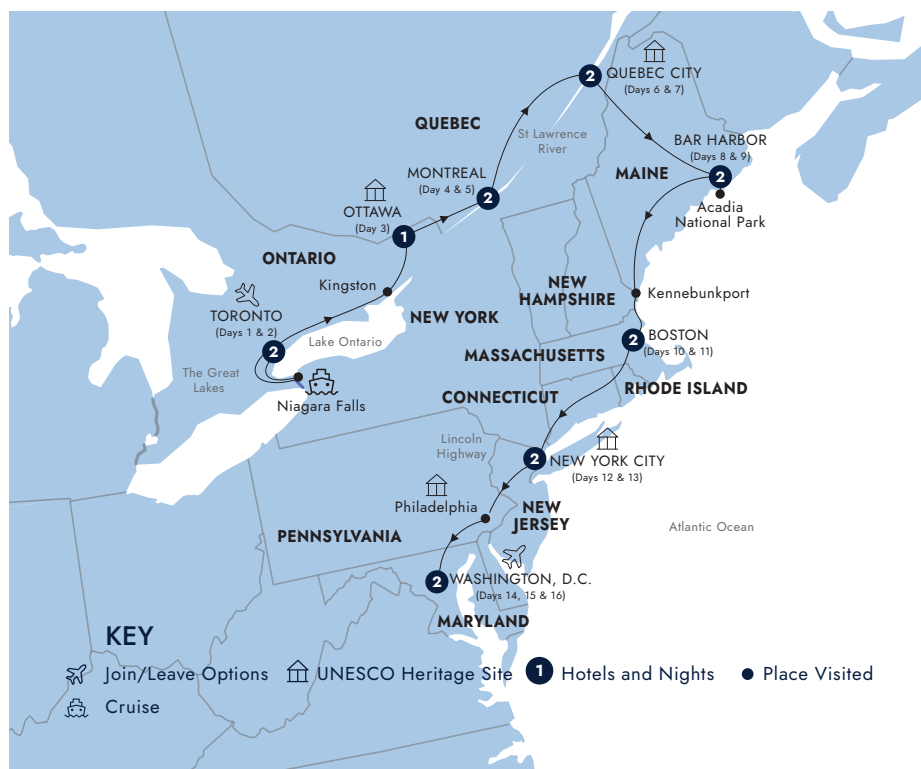 2
QUEBEC CITY
(Days 6 & 7)
QUEBEC
St Lawrence
River
BAR HARBOR
(Days 8 & 9)
MONTREAL
(Day 4 & 5)
2
MAINE
2
OTTAWA
(Day 3)
1
Acadia
National Park
ONTARIO
Kingston
NEW
HAMPSHIRE
Kennebunkport
TORONTO
(Days 1 & 2)
2
NEW YORK
Lake Ontario
BOSTON
(Days 10 & 11)
2
MASSACHUSETTS
The Great
Lakes
Niagara Falls
CONNECTICUT
RHODE ISLAND
Lincoln
Highway
2
NEW YORK CITY
(Days 12 & 13)
Philadelphia
NEW
JERSEY
Atlantic Ocean
PENNSYLVANIA
2
WASHINGTON, D.C.
(Days 14, 15 & 16)
MARYLAND
KEY
Join/Leave Options
UNESCO Heritage Site
1
Hotels and Nights
Place Visited
Cruise